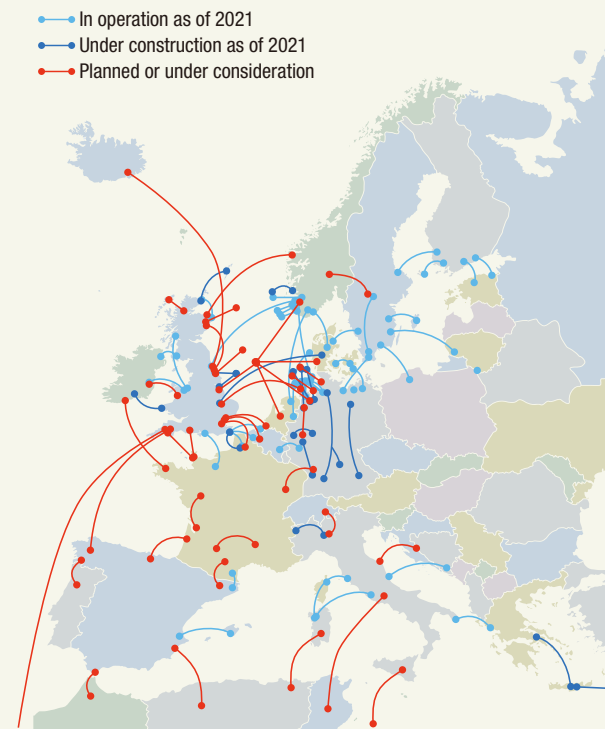 In operation as of 2021
Under construction as of 2021
Planned or under consideration